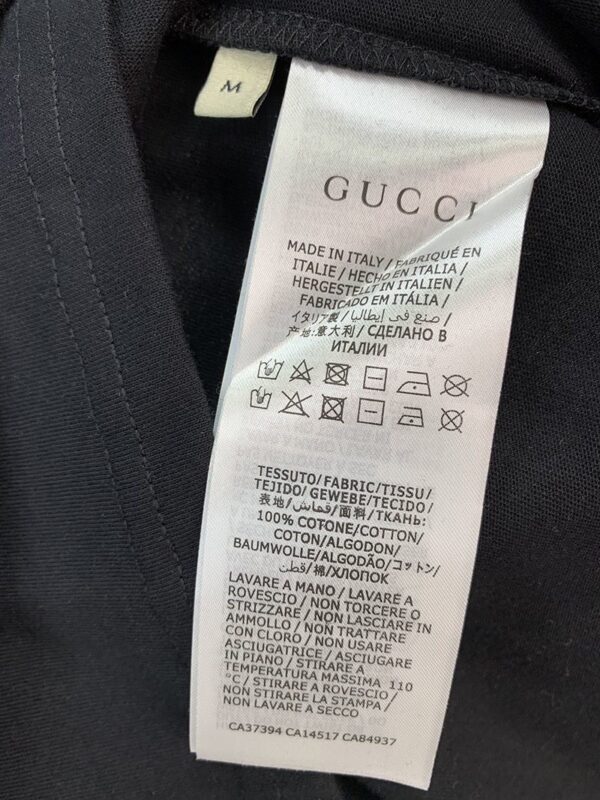 M
GUCCI
MADE IN ITALY / FABRIQUÉ EN
ITALIE / HECHO EN ITALIA /
HERGESTELLT IN ITALIEN /
FABRICADO EM ITÁLIA /
イタリア製 / صنع في إيطاليا /
产地:意大利 / СДЕЛАНО В
ИТАЛИИ
TESSUTO/FABRIC/TISSU/
TEJIDO/GEWEBE/TECIDO/
表地/قماش/面料/ТКАНЬ:
100% COTONE/COTTON/
COTON/ALGODON/
BAUMWOLLE/ALGODÃO/コットン/
قطن/棉/ХЛОПОК
LAVARE A MANO / LAVARE A
ROVESCIO / NON TORCERE O
STRIZZARE / NON LASCIARE IN
AMMOLLO / NON TRATTARE
CON CLORO / NON USARE
ASCIUGATRICE / ASCIUGARE
IN PIANO / STIRARE A
TEMPERATURA MASSIMA 110
°C / STIRARE A ROVESCIO /
NON STIRARE LA STAMPA /
NON LAVARE A SECCO
CA37394 CA14517 CA84937